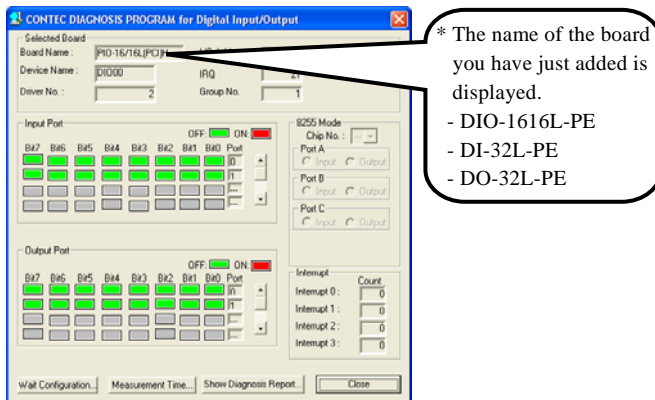 CONTEC DIAGNOSIS PROGRAM for Digital Input/Output
Selected Board
Board Name : PIO-16/16L(PCI)H
Device Name : DIO00 IRQ 21
Driver No. : 2 Group No. 1
* The name of the board
you have just added is
displayed.
- DIO-1616L-PE
- DI-32L-PE
- DO-32L-PE
Input Port
OFF: ON:
Bit7 Bit6 Bit5 Bit4 Bit3 Bit2 Bit1 Bit0 Port
0
1
...
...
8255 Mode
Chip No. : -
Port A
Input Output
Port B
Input Output
Port C
Input Output
Output Port
OFF: ON:
Bit7 Bit6 Bit5 Bit4 Bit3 Bit2 Bit1 Bit0 Port
0
1
...
...
Interrupt
Count
Interrupt 0 : 0
Interrupt 1 : 0
Interrupt 2 : 0
Interrupt 3 : 0
Wait Configuration... Measurement Time... Show Diagnosis Report... Close